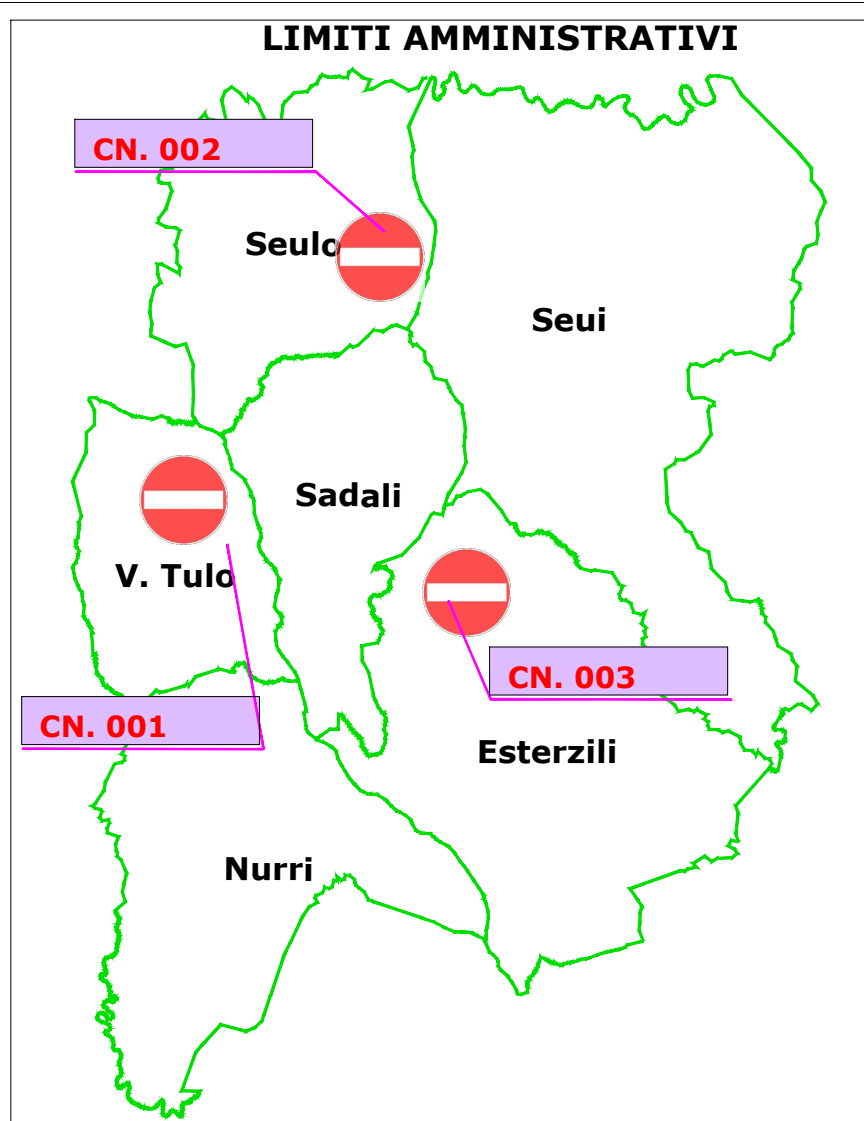 LIMITI AMMINISTRATIVI
CN. 002
Seulo
Seui
Sadali
V. Tulo
CN. 003
CN. 001
Esterzili
Nurri